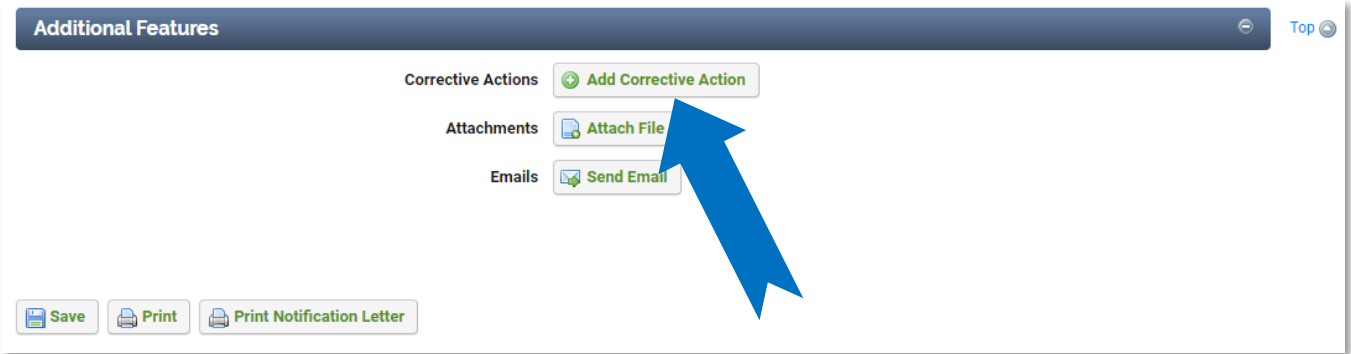 Additional Features Top
Corrective Actions Add Corrective Action
Attachments Attach File
Emails Send Email
Save Print Print Notification Letter